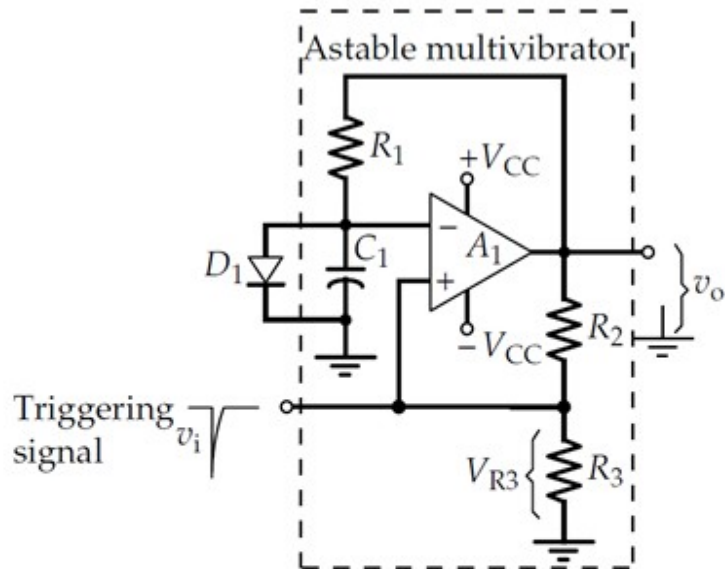 Astable multivibrator
R1
+VCC
D1
C1
−
A1
+
vo
−VCC
R2
Triggering
signal
vi
VR3
R3